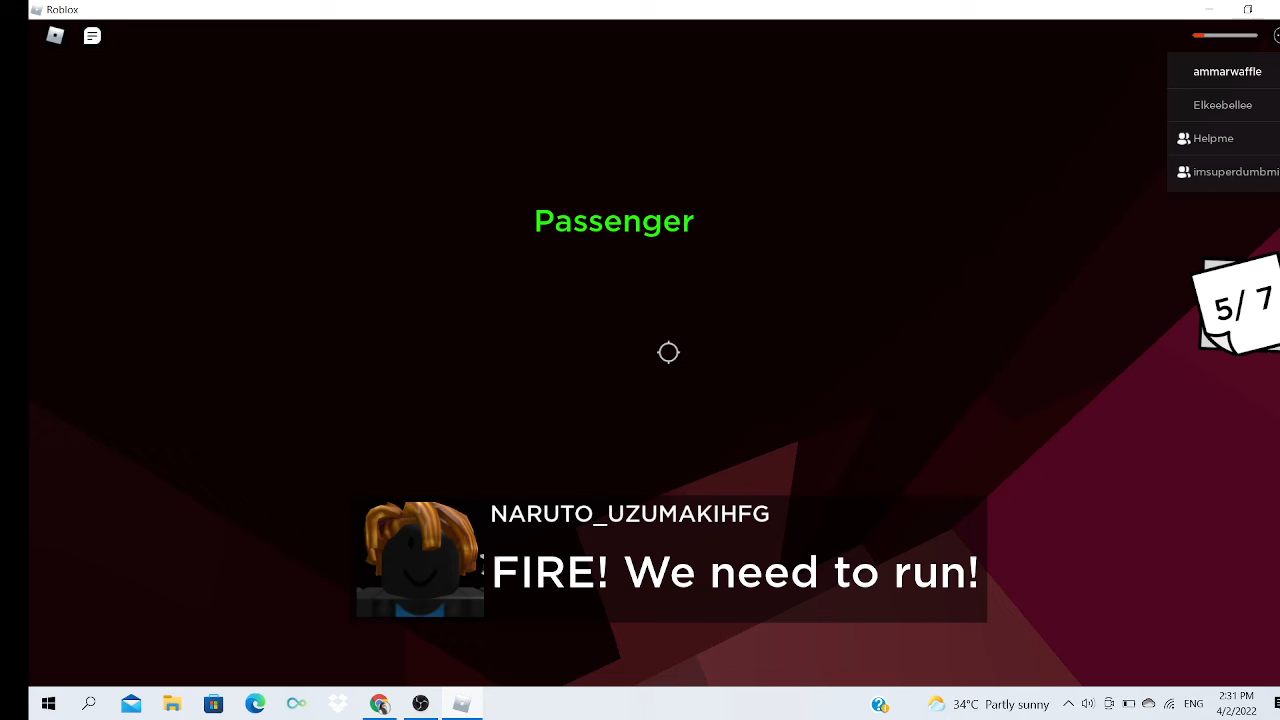 Roblox
ammarwaffle
Elkeebellee
Helpme
imsuperdumbmi
Passenger
5/ 7
NARUTO_UZUMAKIHFG
FIRE! We need to run!
34°C Partly sunny
ENG
2:31 PM
4/2/2022